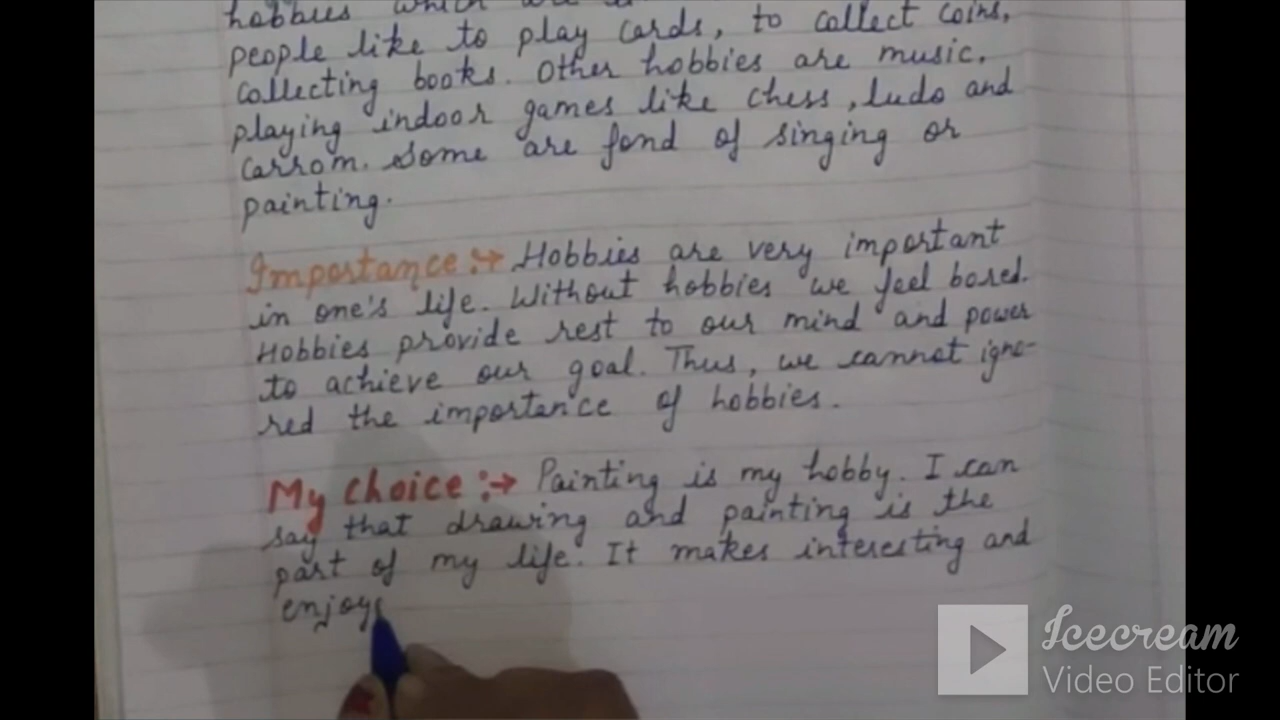 hobbies which are
people like to play cards, to collect coins,
collecting books. Other hobbies are music,
playing indoor games like chess, ludo and
carrom. Some are fond of singing or
painting.
Importance:→ Hobbies are very important
in one's life. Without hobbies we feel bored.
Hobbies provide rest to our mind and power
to achieve our goal. Thus, we cannot igno-
red the importance of hobbies.
My choice:→ Painting is my hobby. I can
say that drawing and painting is the
part of my life. It makes interesting and
enjoy
Icecream
Video Editor